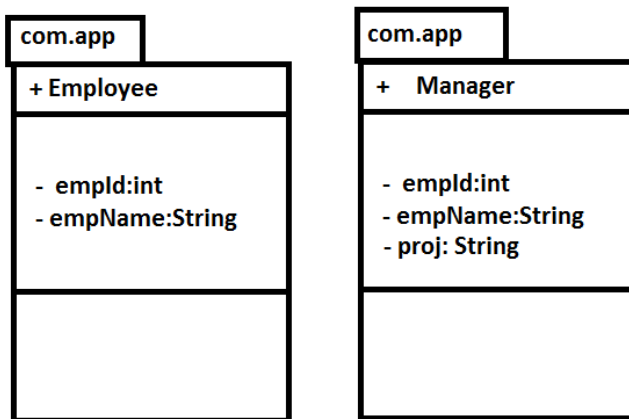 com.app
+ Employee
- empId:int
- empName:String
com.app
+ Manager
- empId:int
- empName:String
- proj: String